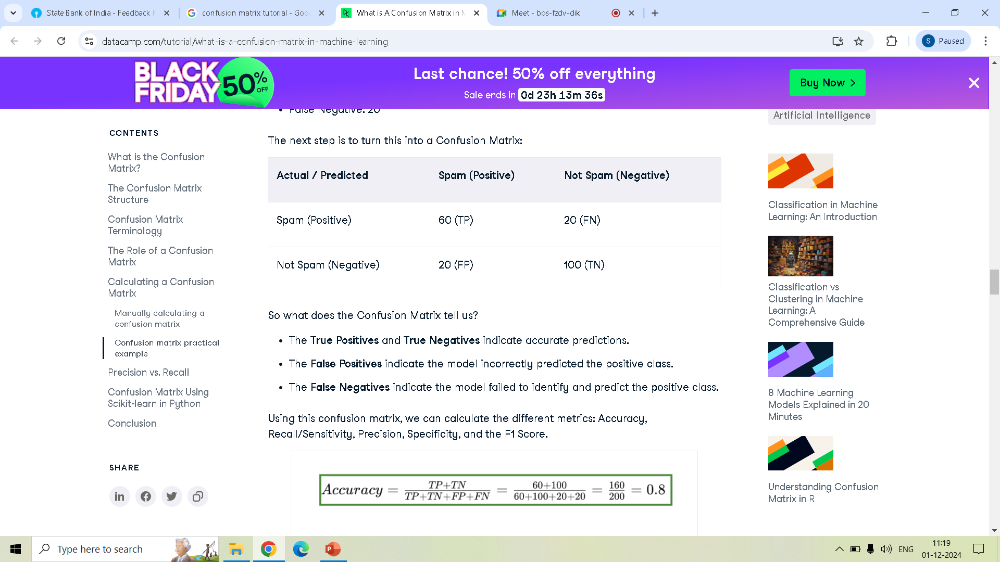 State Bank of India - Feedback F
confusion matrix tutorial - Goo
What is A Confusion Matrix in M
Meet - bos-fzdv-dik
datacamp.com/tutorial/what-is-a-confusion-matrix-in-machine-learning
S Paused
BLACK
FRIDAY
50%
OFF
Last chance! 50% off everything
Sale ends in 0d 23h 13m 36s
Buy Now
False Negative: 20
Artificial Intelligence
CONTENTS
What is the Confusion
Matrix?
The Confusion Matrix
Structure
Confusion Matrix
Terminology
The Role of a Confusion
Matrix
Calculating a Confusion
Matrix
Manually calculating a
confusion matrix
Confusion matrix practical
example
Precision vs. Recall
Confusion Matrix Using
Scikit-learn in Python
Conclusion
SHARE
The next step is to turn this into a Confusion Matrix:
Actual / Predicted Spam (Positive) Not Spam (Negative)
Spam (Positive) 60 (TP) 20 (FN)
Not Spam (Negative) 20 (FP) 100 (TN)
So what does the Confusion Matrix tell us?
• The True Positives and True Negatives indicate accurate predictions.
• The False Positives indicate the model incorrectly predicted the positive class.
• The False Negatives indicate the model failed to identify and predict the positive class.
Using this confusion matrix, we can calculate the different metrics: Accuracy,
Recall/Sensitivity, Precision, Specificity, and the F1 Score.
Accuracy = TP+TN / TP+TN+FP+FN = 60+100 / 60+100+20+20 = 160 / 200 = 0.8
Classification in Machine
Learning: An Introduction
Classification vs
Clustering in Machine
Learning: A
Comprehensive Guide
8 Machine Learning
Models Explained in 20
Minutes
Understanding Confusion
Matrix in R
Type here to search
ENG
11:19
01-12-2024